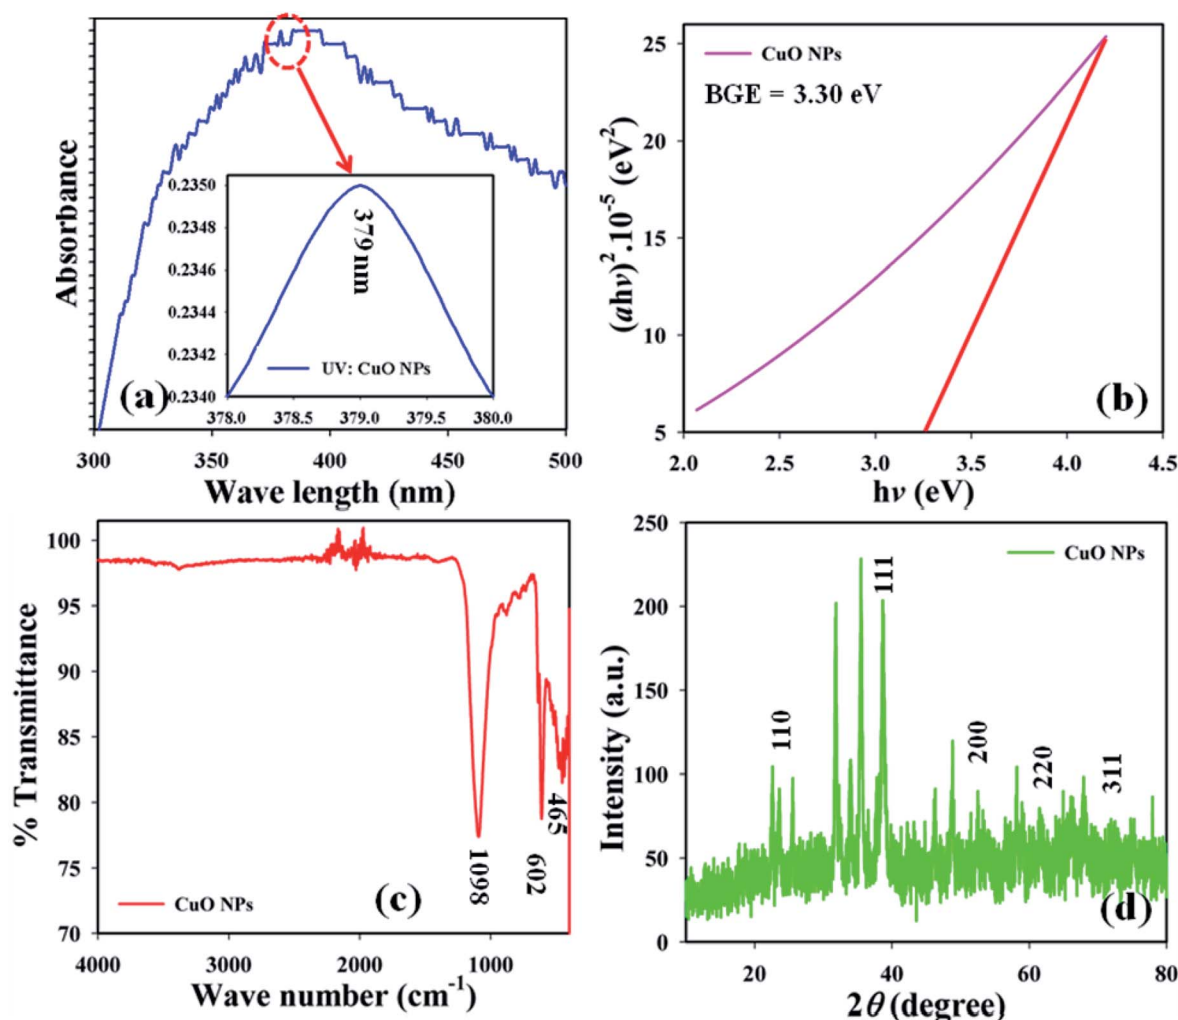 Absorbance
0.2350
0.2348
0.2346
0.2344
0.2342
0.2340
379 nm
UV: CuO NPs
378.0 378.5 379.0 379.5 380.0
(a)
300 350 400 450 500
Wave length (nm)
(ahν)².10⁻⁵ (eV²)
25
20
15
10
5
CuO NPs
BGE = 3.30 eV
(b)
2.0 2.5 3.0 3.5 4.0 4.5
hν (eV)
% Transmittance
100
95
90
85
80
75
70
1098
602
465
CuO NPs
(c)
4000 3000 2000 1000
Wave number (cm⁻¹)
Intensity (a.u.)
250
200
150
100
50
0
CuO NPs
110
111
200
220
311
(d)
20 40 60 80
2θ (degree)